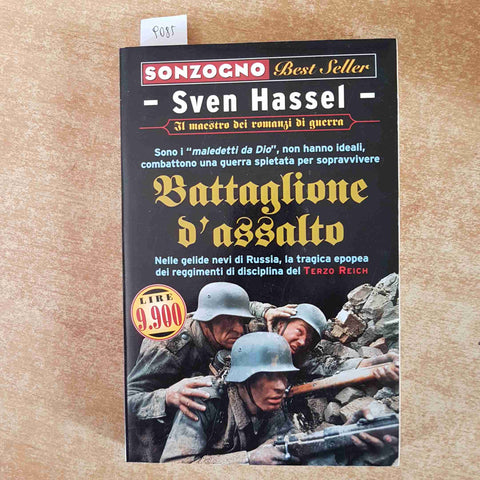 9085
SONZOGNO Best Seller
– Sven Hassel –
Il maestro dei romanzi di guerra
Sono i "maledetti da Dio", non hanno ideali,
combattono una guerra spietata per sopravvivere
Battaglione
d'assalto
Nelle gelide nevi di Russia, la tragica epopea
dei reggimenti di disciplina del TERZO REICH
LIRE
9.900